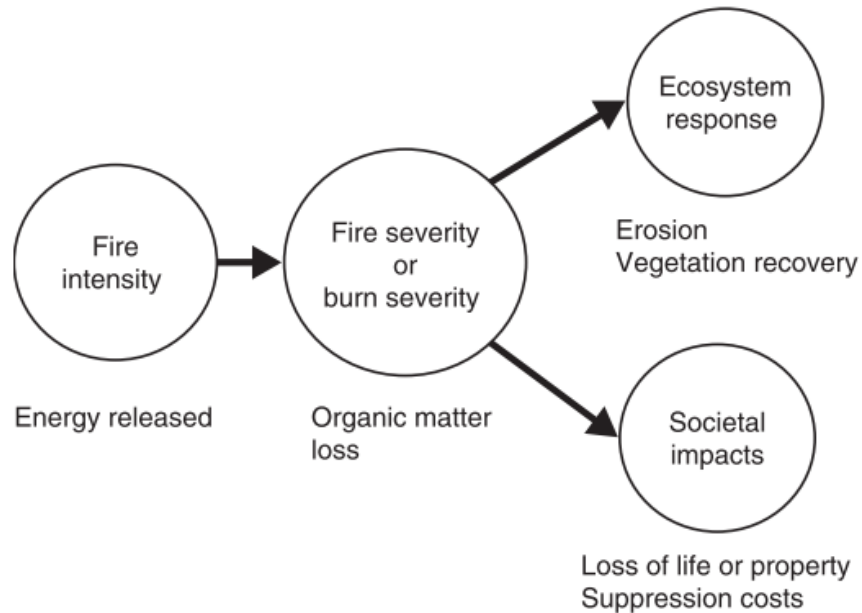 Fire
intensity
Energy released
Fire severity
or
burn severity
Organic matter
loss
Ecosystem
response
Erosion
Vegetation recovery
Societal
impacts
Loss of life or property
Suppression costs